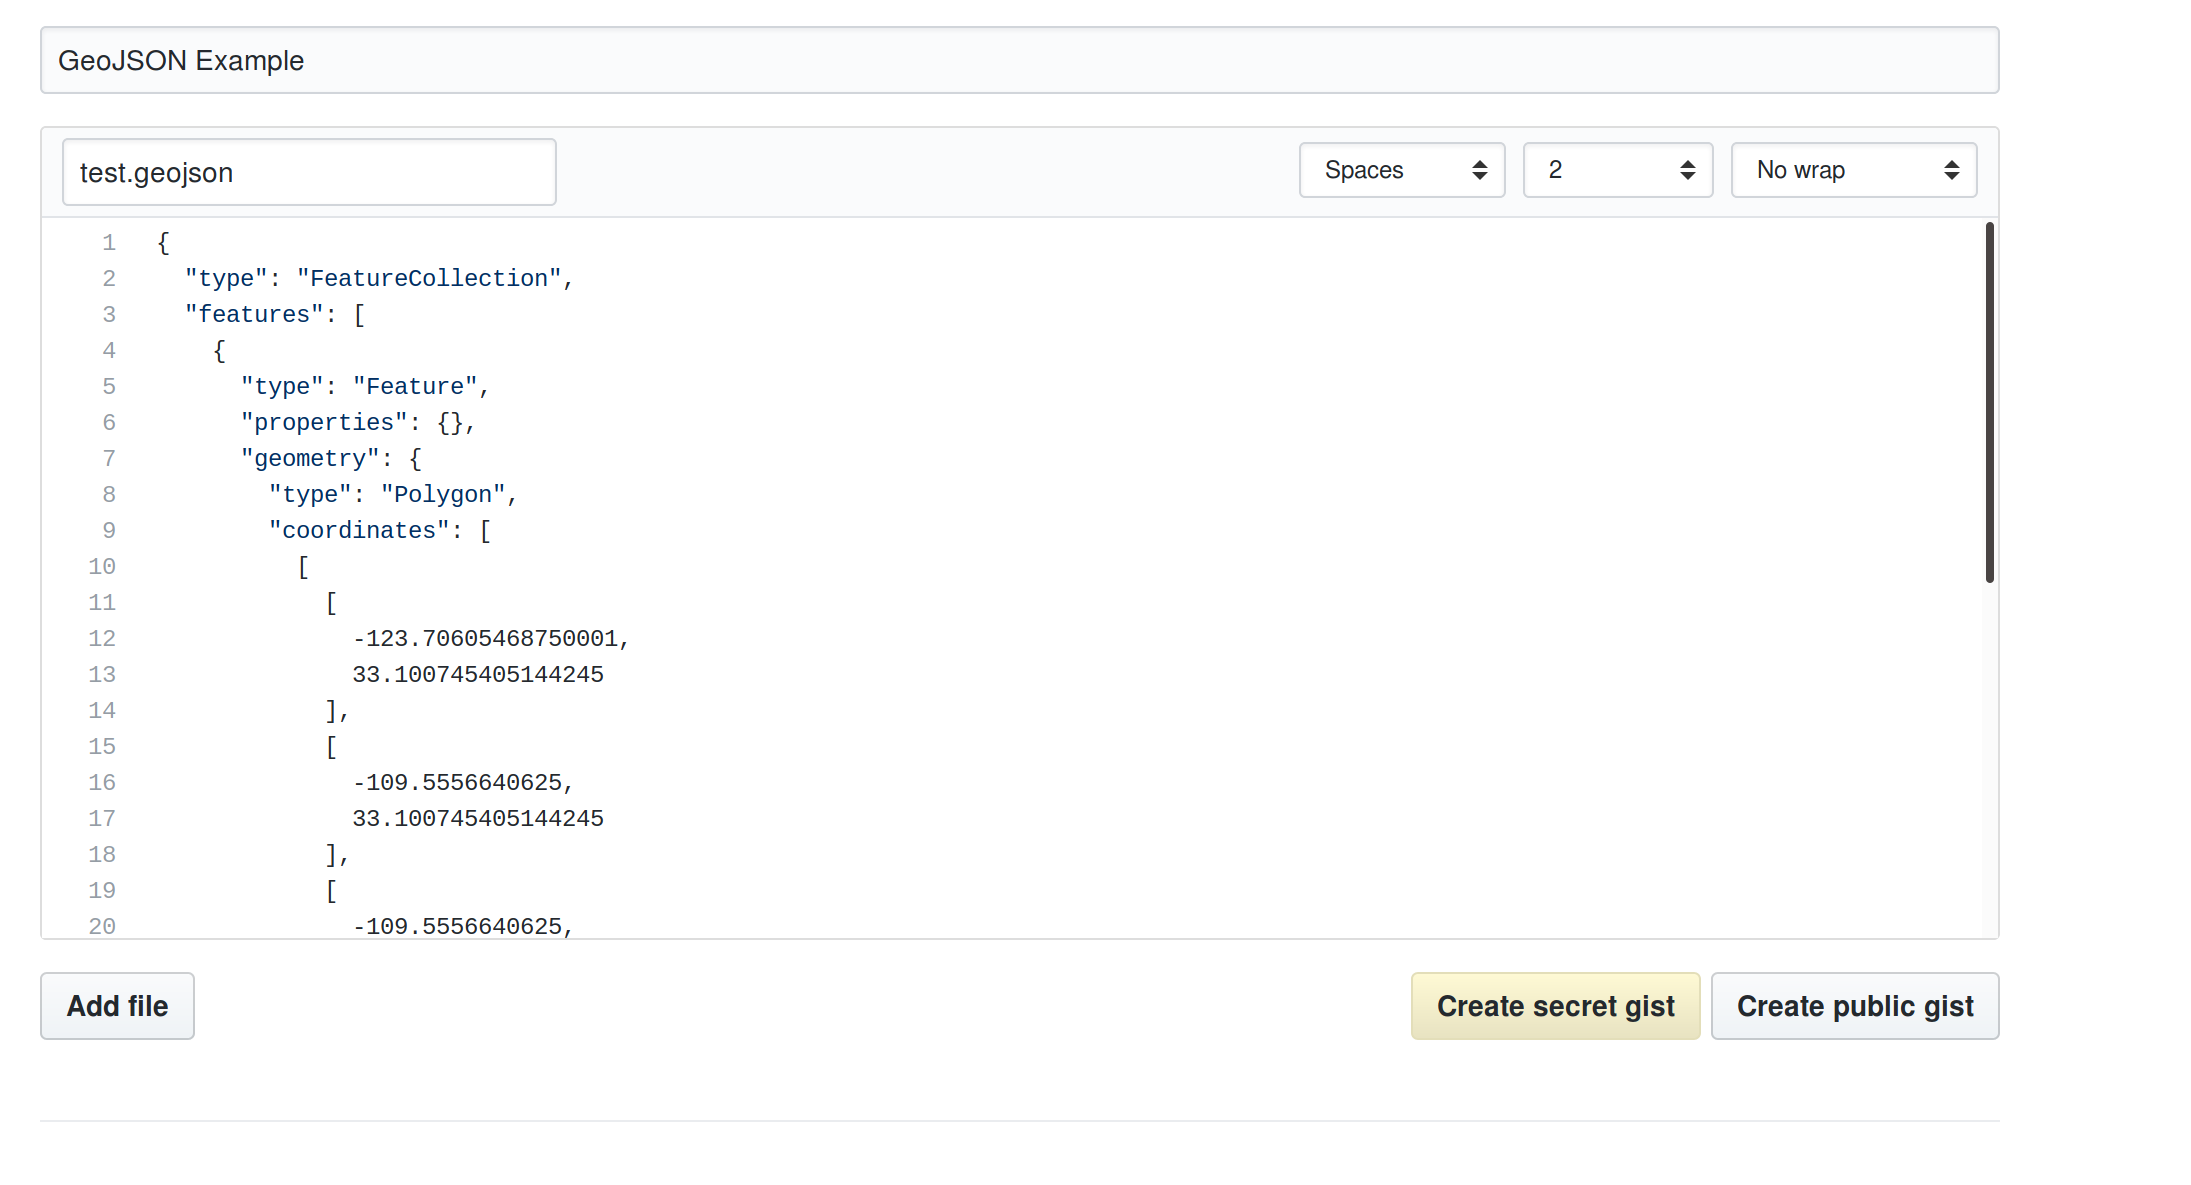 GeoJSON Example
test.geojson
Spaces
2
No wrap
1 {
2   "type": "FeatureCollection",
3   "features": [
4     {
5       "type": "Feature",
6       "properties": {},
7       "geometry": {
8         "type": "Polygon",
9         "coordinates": [
10           [
11             [
12               -123.70605468750001,
13               33.100745405144245
14             ],
15             [
16               -109.5556640625,
17               33.100745405144245
18             ],
19             [
20               -109.5556640625,
Add file
Create secret gist
Create public gist